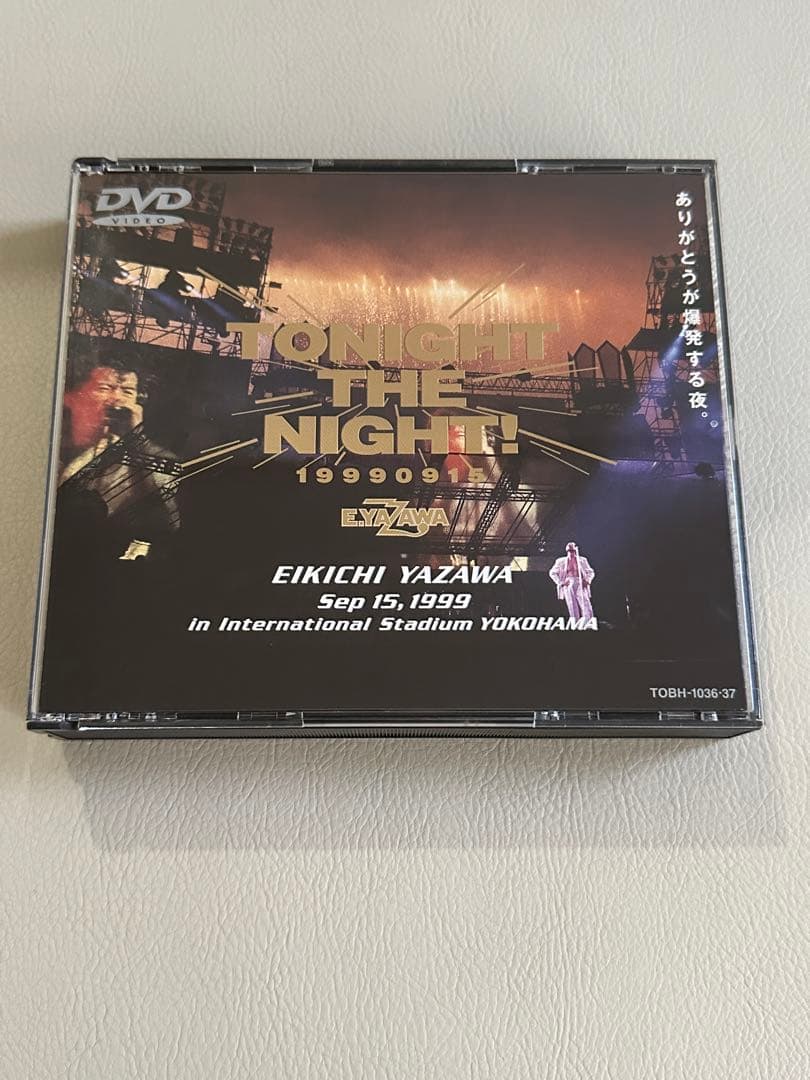 DVD
VIDEO
ありがとうが爆発する夜。
TONIGHT
THE
NIGHT!
19990915
E.YAZAWA
EIKICHI YAZAWA
Sep 15, 1999
in International Stadium YOKOHAMA
TOBH-1036·37